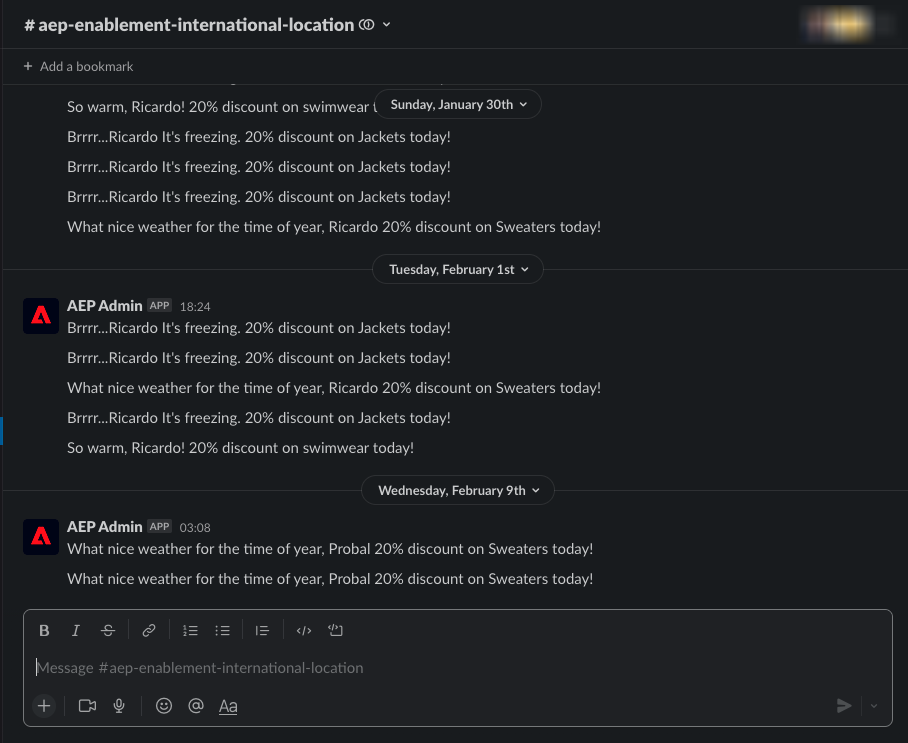 # aep-enablement-international-location
+ Add a bookmark
So warm, Ricardo! 20% discount on swimwear
Sunday, January 30th
Brrrr...Ricardo It's freezing. 20% discount on Jackets today!
Brrrr...Ricardo It's freezing. 20% discount on Jackets today!
Brrrr...Ricardo It's freezing. 20% discount on Jackets today!
What nice weather for the time of year, Ricardo 20% discount on Sweaters today!
Tuesday, February 1st
AEP Admin APP 18:24
Brrrr...Ricardo It's freezing. 20% discount on Jackets today!
Brrrr...Ricardo It's freezing. 20% discount on Jackets today!
What nice weather for the time of year, Ricardo 20% discount on Sweaters today!
Brrrr...Ricardo It's freezing. 20% discount on Jackets today!
So warm, Ricardo! 20% discount on swimwear today!
Wednesday, February 9th
AEP Admin APP 03:08
What nice weather for the time of year, Probal 20% discount on Sweaters today!
What nice weather for the time of year, Probal 20% discount on Sweaters today!
B I S
Message #aep-enablement-international-location
+ @ Aa